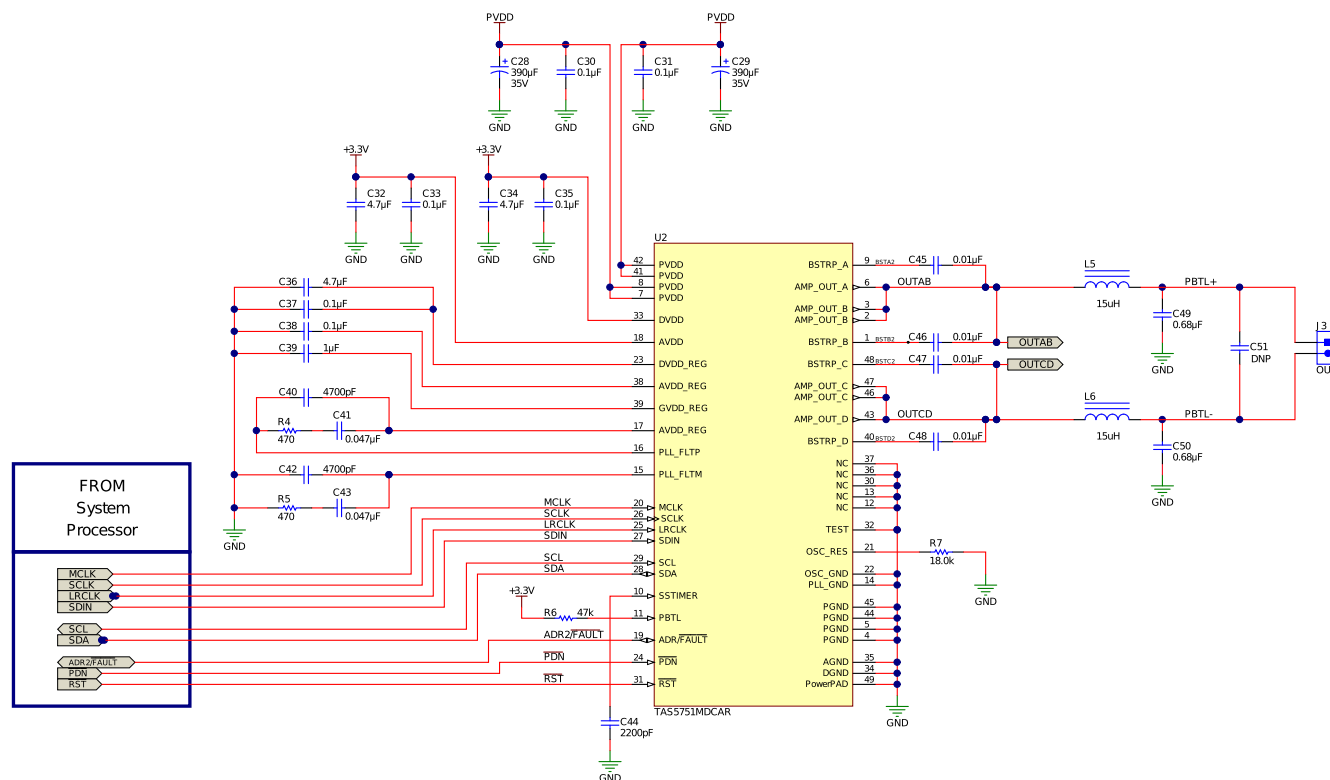 PVDD
PVDD
C28
390µF
35V
C30
0.1µF
C31
0.1µF
C29
390µF
35V
GND
GND
GND
GND
+3.3V
+3.3V
C32
4.7µF
C33
0.1µF
C34
4.7µF
C35
0.1µF
GND
GND
GND
GND
U2
42 PVDD
41 PVDD
8 PVDD
7 PVDD
33 DVDD
18 AVDD
23 DVDD_REG
38 AVDD_REG
39 GVDD_REG
17 AVDD_REG
16 PLL_FLTP
15 PLL_FLTM
20 MCLK
26 SCLK
25 LRCLK
27 SDIN
29 SCL
28 SDA
10 SSTIMER
11 PBTL
19 ADR/FAULT
24 PDN
31 RST
TAS5751MDCAR
BSTRP_A 9 BSTA2
AMP_OUT_A 6
AMP_OUT_B 3
AMP_OUT_B 2
BSTRP_B 1 BSTB2
BSTRP_C 48 BSTC2
AMP_OUT_C 47
AMP_OUT_C 46
AMP_OUT_D 43
BSTRP_D 40 BSTD2
NC 37
NC 36
NC 30
NC 13
NC 12
TEST 32
OSC_RES 21
OSC_GND 22
PLL_GND 14
PGND 45
PGND 44
PGND 5
PGND 4
AGND 35
DGND 34
PowerPAD 49
GND
C36 4.7µF
C37 0.1µF
C38 0.1µF
C39 1µF
C40 4700pF
R4
470
C41
0.047µF
C42 4700pF
R5
470
C43
0.047µF
GND
FROM
System
Processor
MCLK
SCLK
LRCLK
SDIN
SCL
SDA
ADR2/FAULT
PDN
RST
MCLK
SCLK
LRCLK
SDIN
SCL
SDA
+3.3V
R6 47k
ADR2/FAULT
PDN
RST
C44
2200pF
GND
C45 0.01µF
OUTAB
C46 0.01µF
C47 0.01µF
OUTAB
OUTCD
OUTCD
C48 0.01µF
R7
18.0k
GND
L5
15uH
PBTL+
C49
0.68µF
GND
C51
DNP
L6
15uH
PBTL-
C50
0.68µF
GND
J3
OU